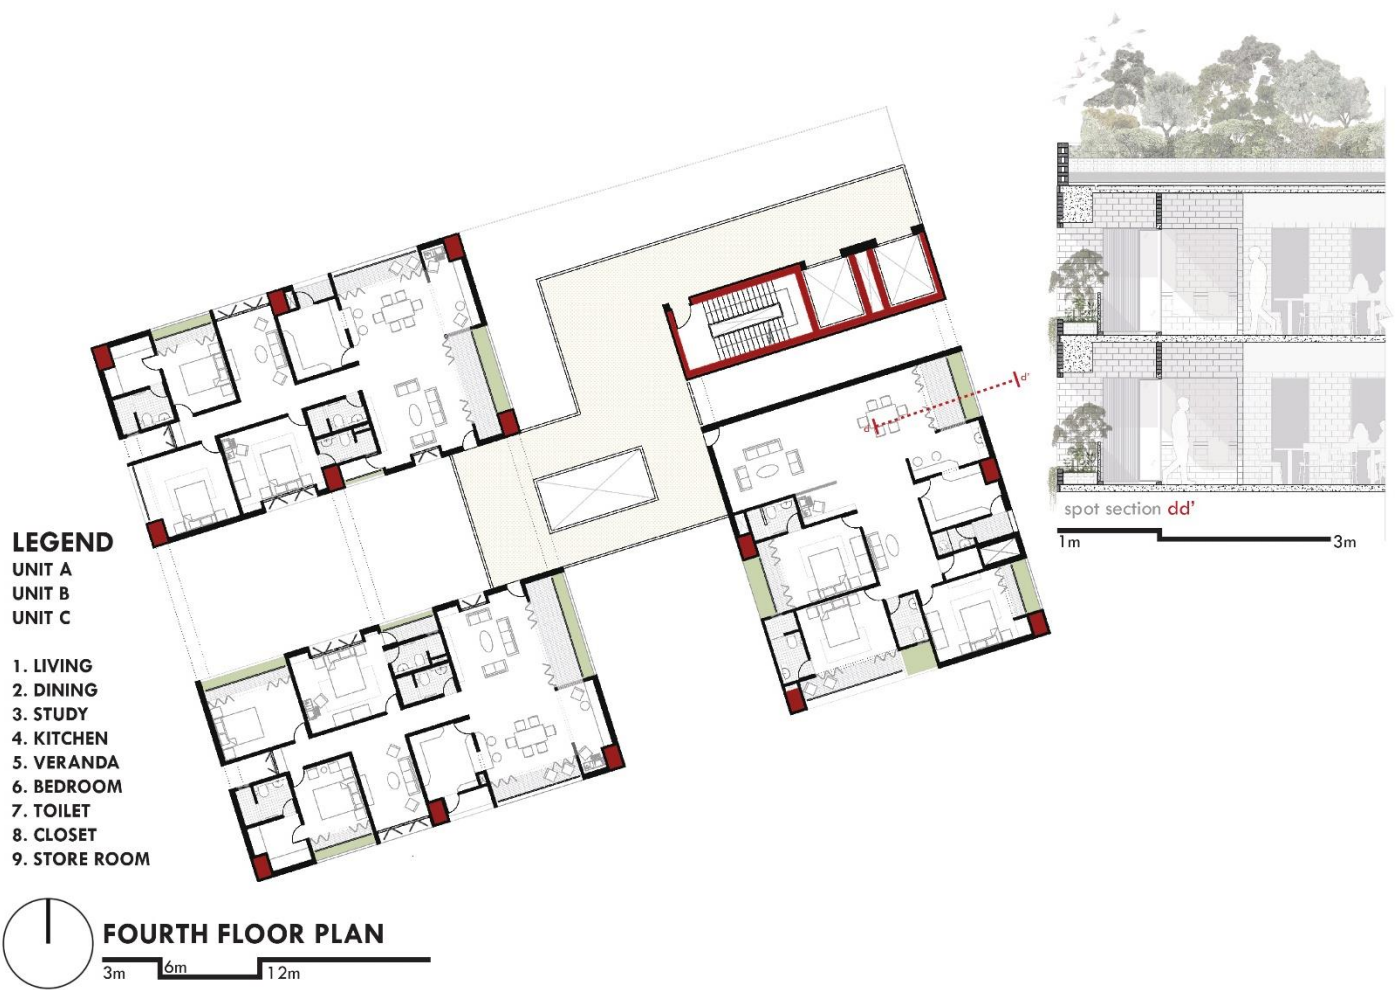 d'
d
spot section dd'
1m
3m
LEGEND
UNIT A
UNIT B
UNIT C
1. LIVING
2. DINING
3. STUDY
4. KITCHEN
5. VERANDA
6. BEDROOM
7. TOILET
8. CLOSET
9. STORE ROOM
FOURTH FLOOR PLAN
3m
6m
12m